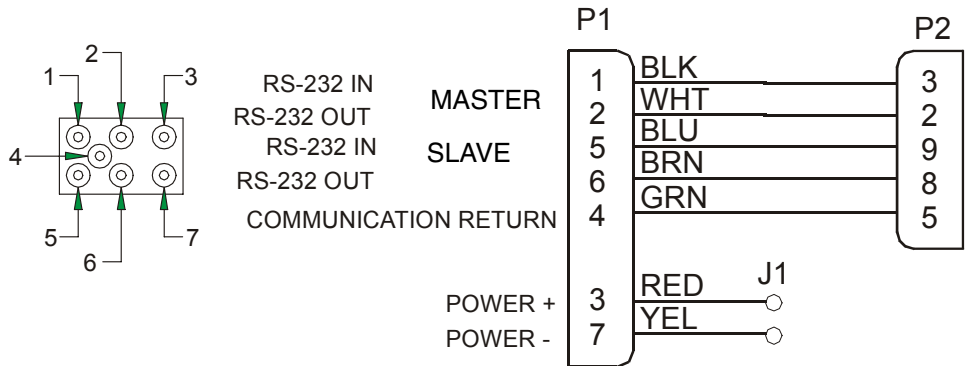 P1
P2
1
2
3
4
5
6
7
RS-232 IN
MASTER
RS-232 OUT
RS-232 IN
SLAVE
RS-232 OUT
COMMUNICATION RETURN
POWER +
POWER -
1 BLK 3
2 WHT 2
5 BLU 9
6 BRN 8
4 GRN 5
J1
3 RED
7 YEL